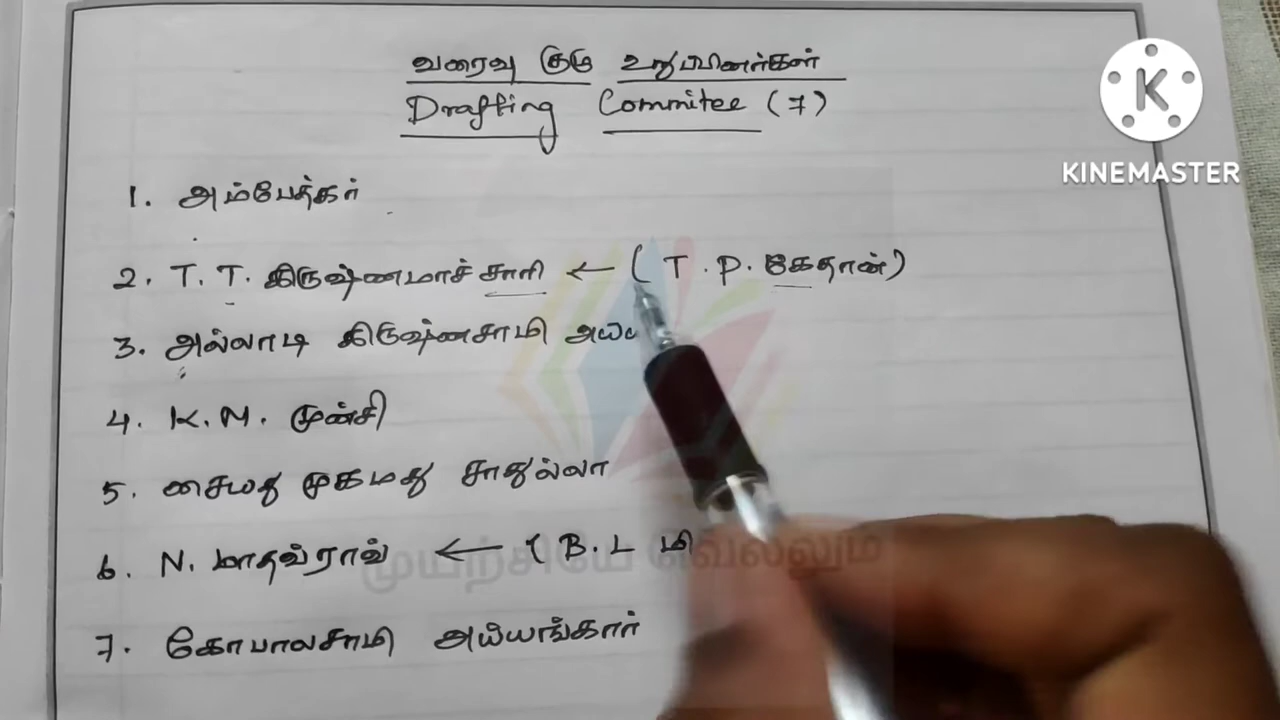 வரைவு குழு உறுப்பினர்கள்
Drafting Commitee (7)
K
KINEMASTER
1. அம்பேத்கர்
2. T. T. கிருஷ்ணமாச் சாரி ← ( T. P. கேதான்)
3. அல்லாடி கிருஷ்ணசாமி
4. K. M. முன்சி
5. சையது முகமது சாதுல்லா
6. N. மாதவ்ராவ் ← ( B. L மி
முயற்சியே வெல்லும்
7. கோபாலசாமி அய்யங்கார்